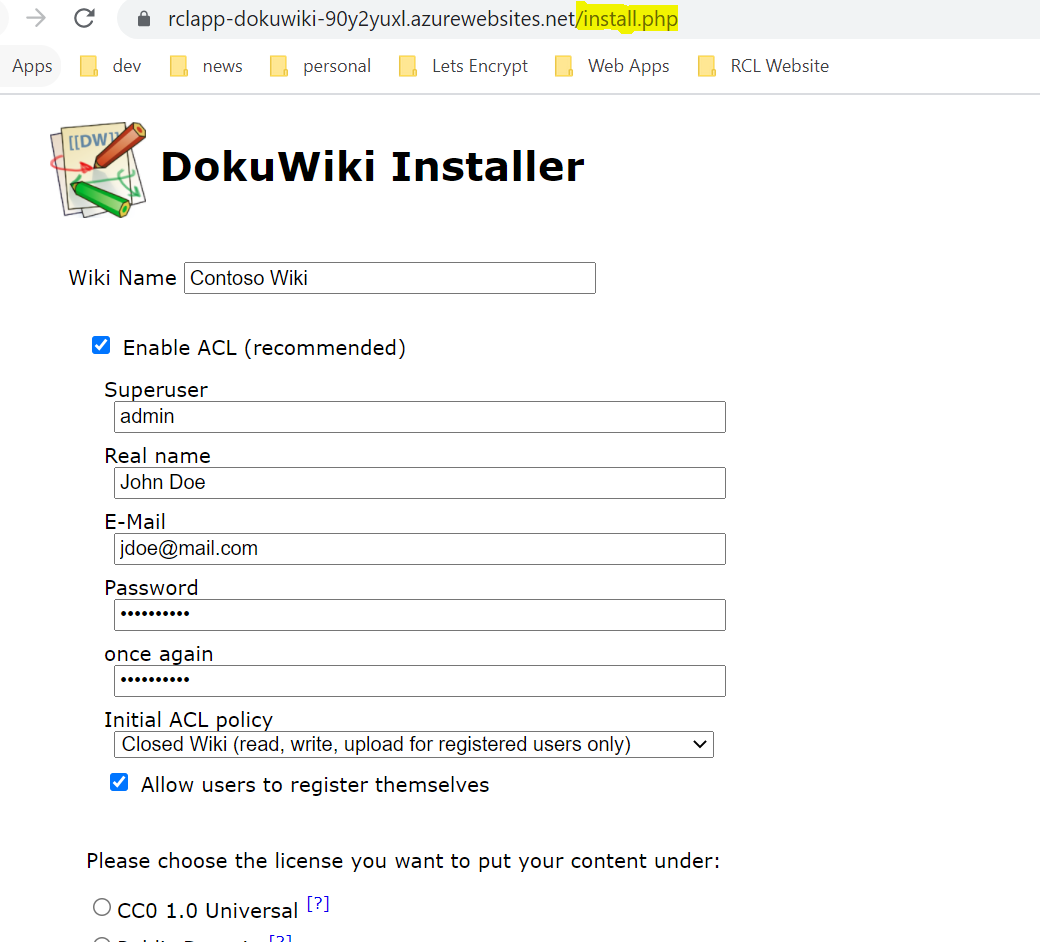 rclapp-dokuwiki-90y2yuxl.azurewebsites.net/install.php
Apps dev news personal Lets Encrypt Web Apps RCL Website
[[DW]]
DokuWiki Installer
Wiki Name Contoso Wiki
Enable ACL (recommended)
Superuser
admin
Real name
John Doe
E-Mail
jdoe@mail.com
Password
••••••••••
once again
••••••••••
Initial ACL policy
Closed Wiki (read, write, upload for registered users only)
Allow users to register themselves
Please choose the license you want to put your content under:
CC0 1.0 Universal [?]
[?]